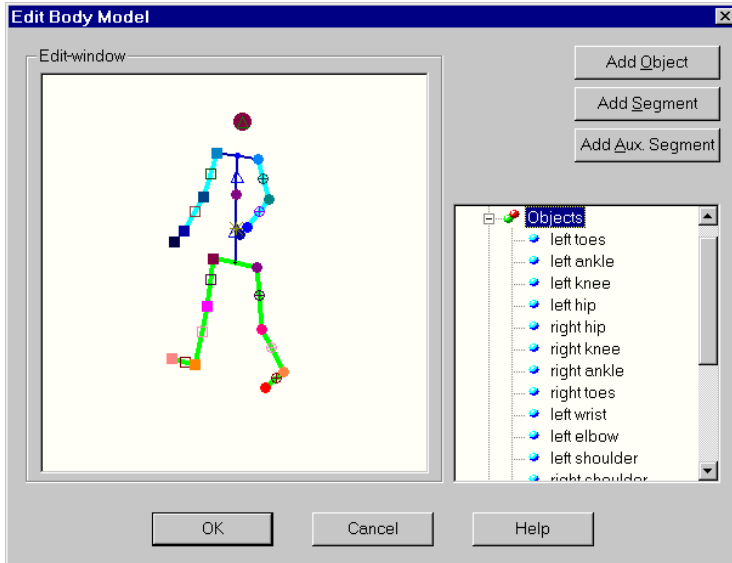 Edit Body Model
Edit-window
Add Object
Add Segment
Add Aux. Segment
Objects
left toes
left ankle
left knee
left hip
right hip
right knee
right ankle
right toes
left wrist
left elbow
left shoulder
right shoulder
OK
Cancel
Help